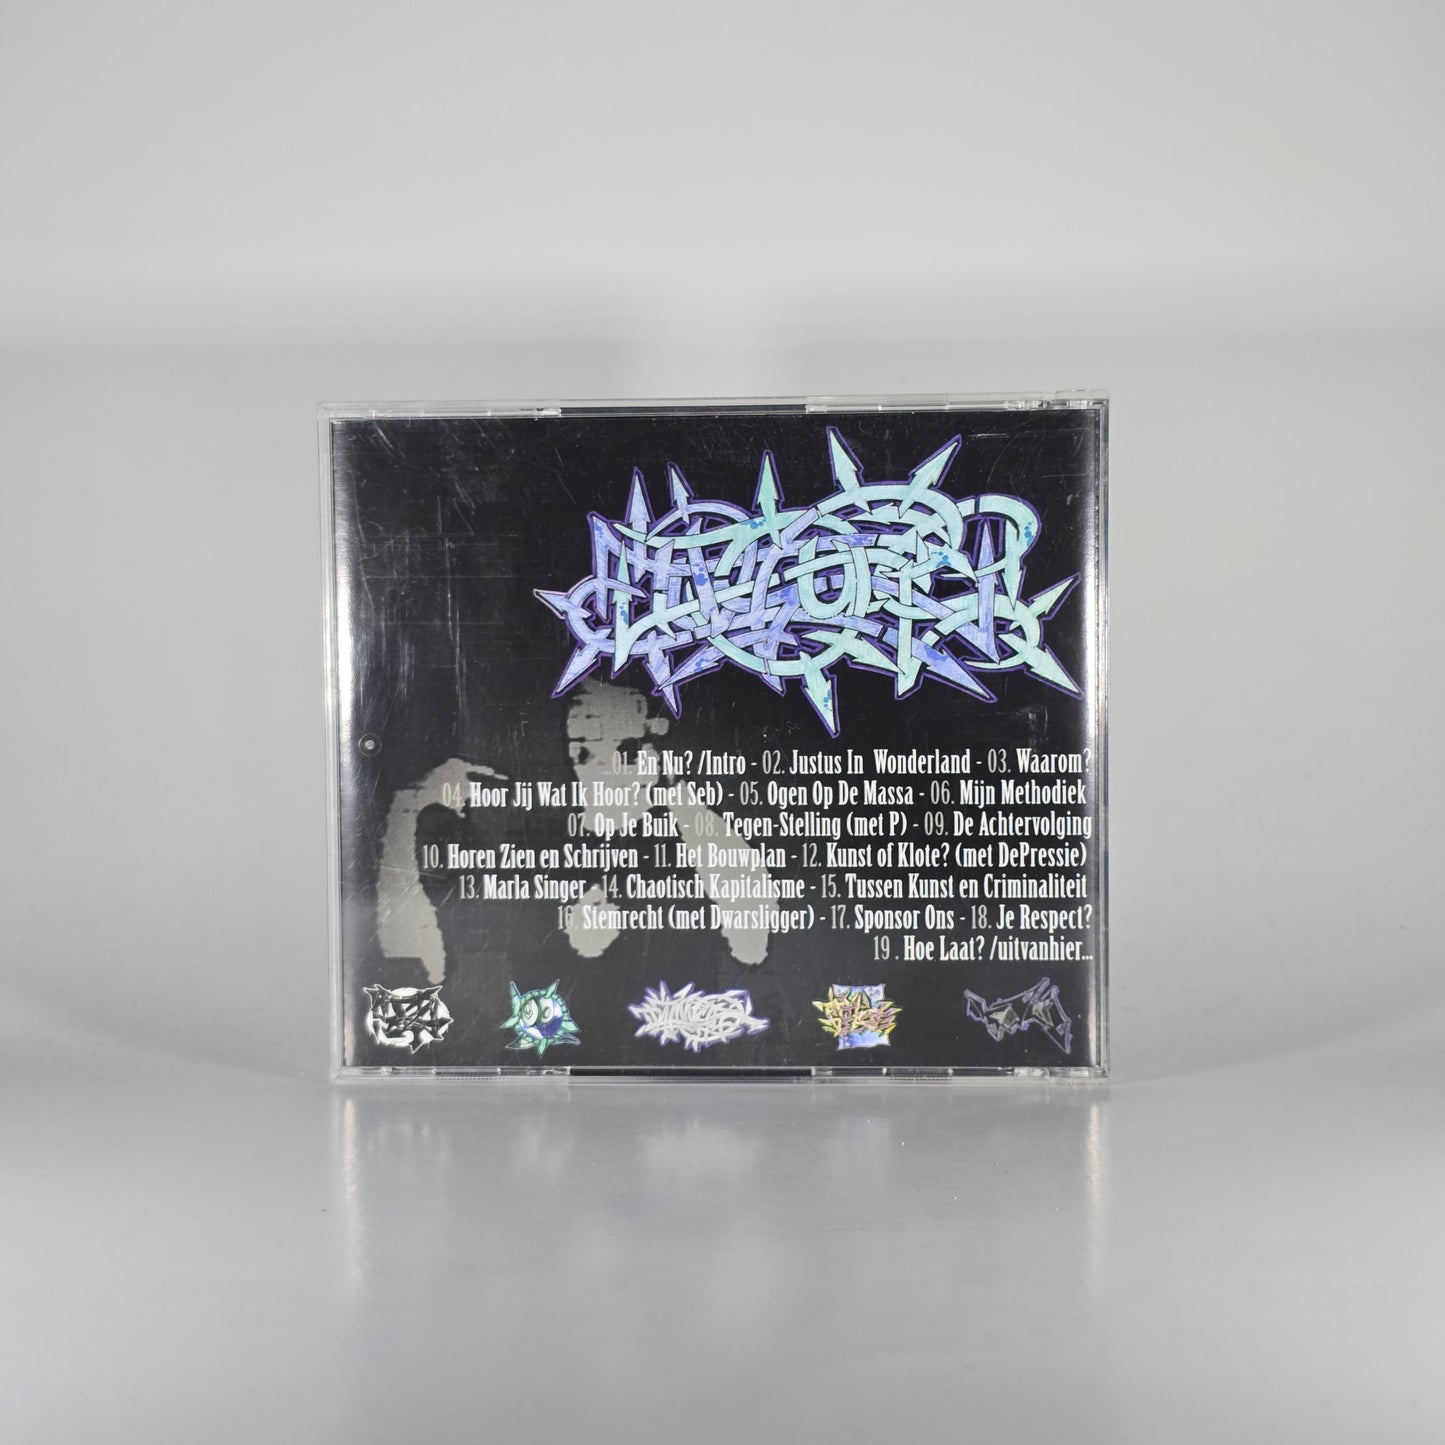 ...01. En Nu? /Intro - 02. Justus In Wonderland - 03. Waarom?
04. Hoor Jij Wat Ik Hoor? (met Seb) - 05. Ogen Op De Massa - 06. Mijn Methodiek
07. Op Je Buik - 08. Tegen-Stelling (met P) - 09. De Achtervolging
10. Horen Zien en Schrijven - 11. Het Bouwplan - 12. Kunst of Klote? (met DePressie)
13. Marla Singer - 14. Chaotisch Kapitalisme - 15. Tussen Kunst en Criminaliteit
16. Stemrecht (met Dwarsligger) - 17. Sponsor Ons - 18. Je Respect?
19 . Hoe Laat? /uitvanhier...